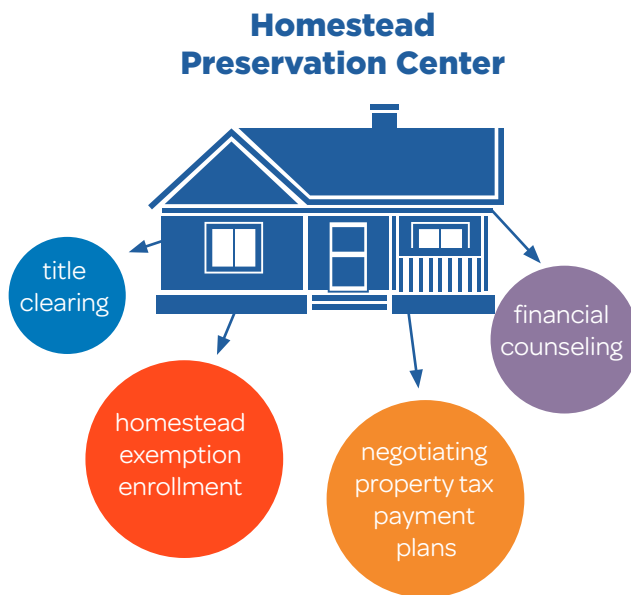 Homestead
Preservation Center
title
clearing
homestead
exemption
enrollment
negotiating
property tax
payment
plans
financial
counseling